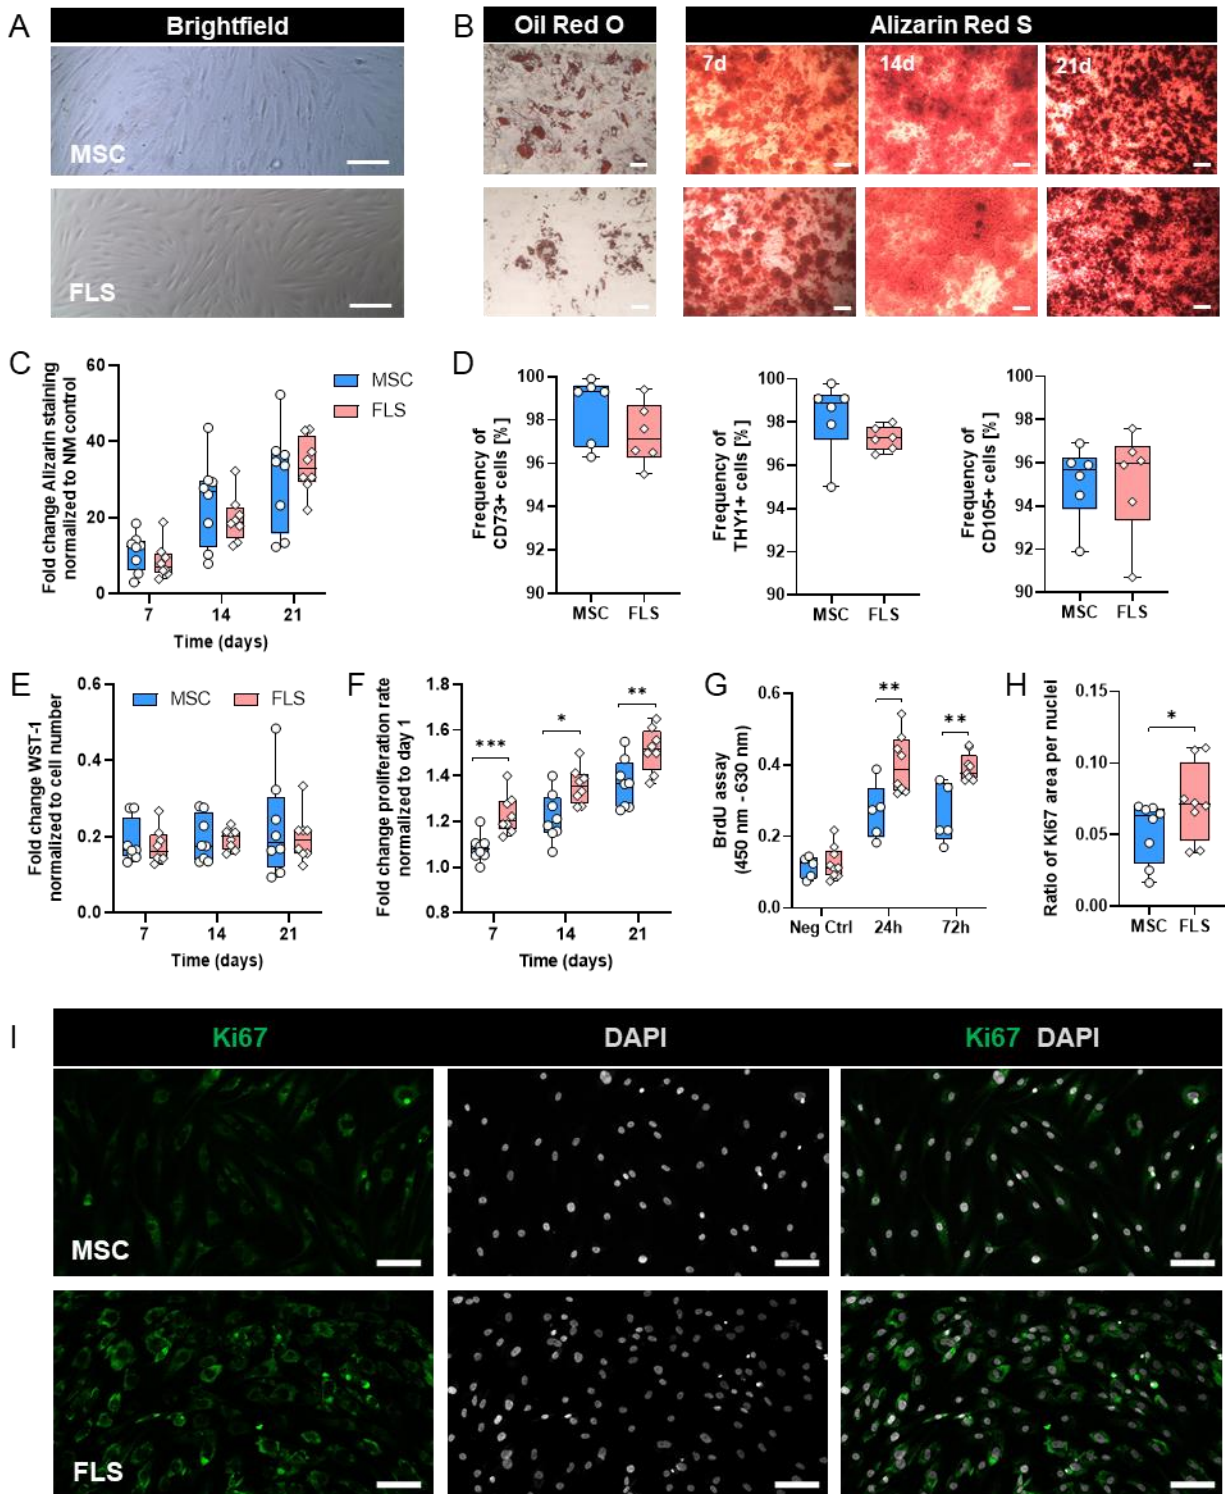 A
Brightfield
MSC
FLS
B
Oil Red O
Alizarin Red S
7d
14d
21d
C
Fold change Alizarin staining
normalized to NM control
60
40
20
0
7
14
21
Time (days)
MSC
FLS
D
Frequency of
CD73+ cells [%]
100
98
96
94
92
90
MSC
FLS
Frequency of
THY1+ cells [%]
100
98
96
94
92
90
MSC
FLS
Frequency of
CD105+ cells [%]
100
98
96
94
92
90
MSC
FLS
E
Fold change WST-1
normalized to cell number
0.6
0.4
0.2
0.0
7
14
21
Time (days)
MSC
FLS
F
Fold change proliferation rate
normalized to day 1
1.8
1.6
1.4
1.2
1.0
0.8
***
*
**
7
14
21
Time (days)
G
BrdU assay
(450 nm - 630 nm)
0.6
0.4
0.2
0.0
**
**
Neg Ctrl
24h
72h
H
Ratio of Ki67 area per nuclei
0.15
0.10
0.05
0.00
*
MSC
FLS
I
Ki67
DAPI
Ki67 DAPI
MSC
FLS